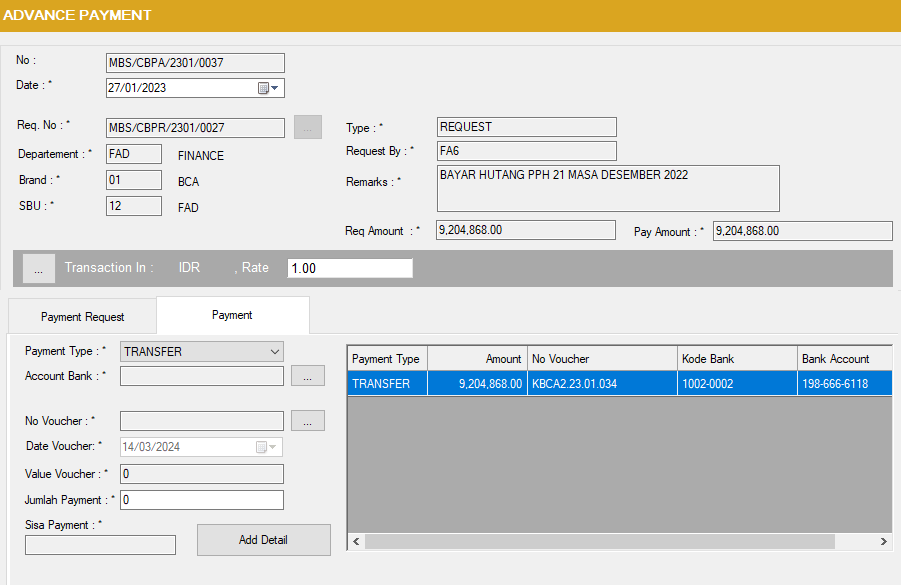 ADVANCE PAYMENT
No :
MBS/CBPA/2301/0037
Date : *
27/01/2023
Req. No : *
MBS/CBPR/2301/0027
...
Type : *
REQUEST
Departement : *
FAD
FINANCE
Request By : *
FA6
Brand : *
01
BCA
Remarks : *
BAYAR HUTANG PPH 21 MASA DESEMBER 2022
SBU : *
12
FAD
Req Amount : *
9,204,868.00
Pay Amount : *
9,204,868.00
...
Transaction In :
IDR
, Rate
1.00
Payment Request
Payment
Payment Type : *
TRANSFER
Account Bank : *
...
No Voucher : *
...
Date Voucher: *
14/03/2024
Value Voucher : *
0
Jumlah Payment : *
0
Sisa Payment : *
Add Detail
Payment Type Amount No Voucher Kode Bank Bank Account
TRANSFER 9,204,868.00 KBCA2.23.01.034 1002-0002 198-666-6118